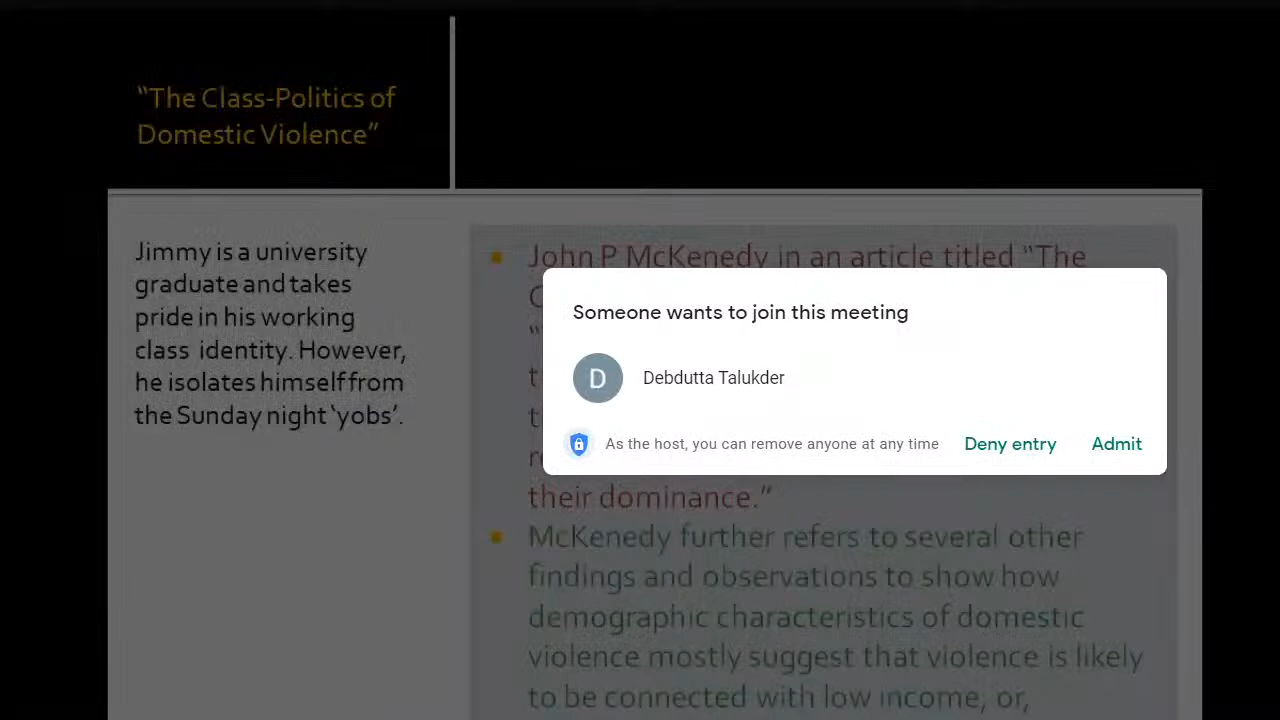 “The Class-Politics of
Domestic Violence”
Jimmy is a university
graduate and takes
pride in his working
class identity. However,
he isolates himself from
the Sunday night ‘yobs’.
John P McKenedy in an article titled “The
their dominance.”
McKenedy further refers to several other
findings and observations to show how
demographic characteristics of domestic
violence mostly suggest that violence is likely
to be connected with low income, or,
Someone wants to join this meeting
D
Debdutta Talukder
As the host, you can remove anyone at any time
Deny entry
Admit